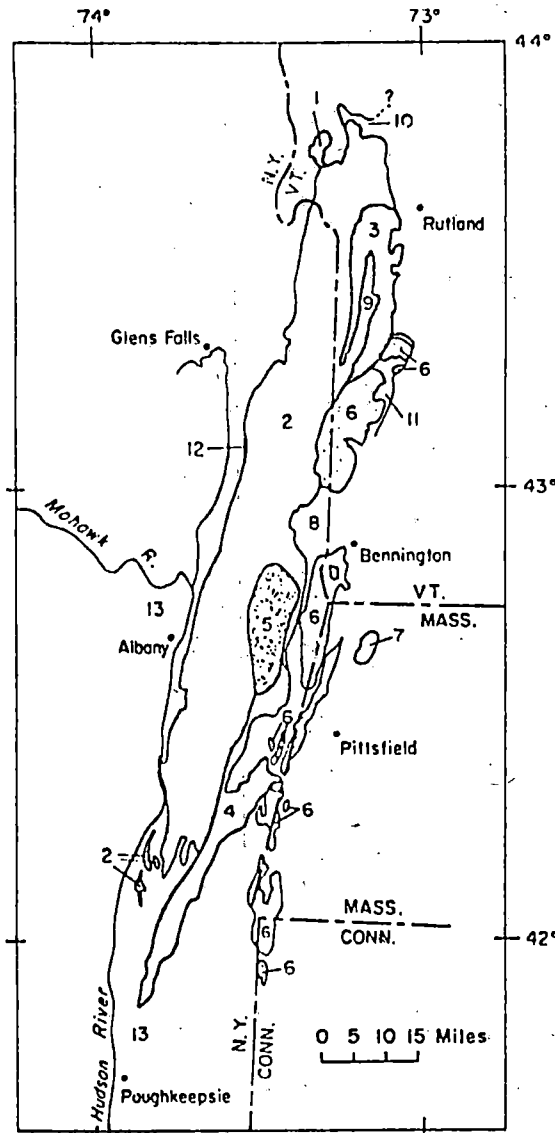 74° 73°
44°
1
?
10
N.Y.
VT.
3
Rutland
9
Glens Falls
6
2
6
11
12
43°
8
Mohawk R.
Bennington
13
5
6
VT.
MASS.
7
Albany
6
Pittsfield
4
6
2
MASS.
CONN.
6
42°
6
13
N.Y.
CONN.
0 5 15 Miles
Hudson River
Poughkeepsie